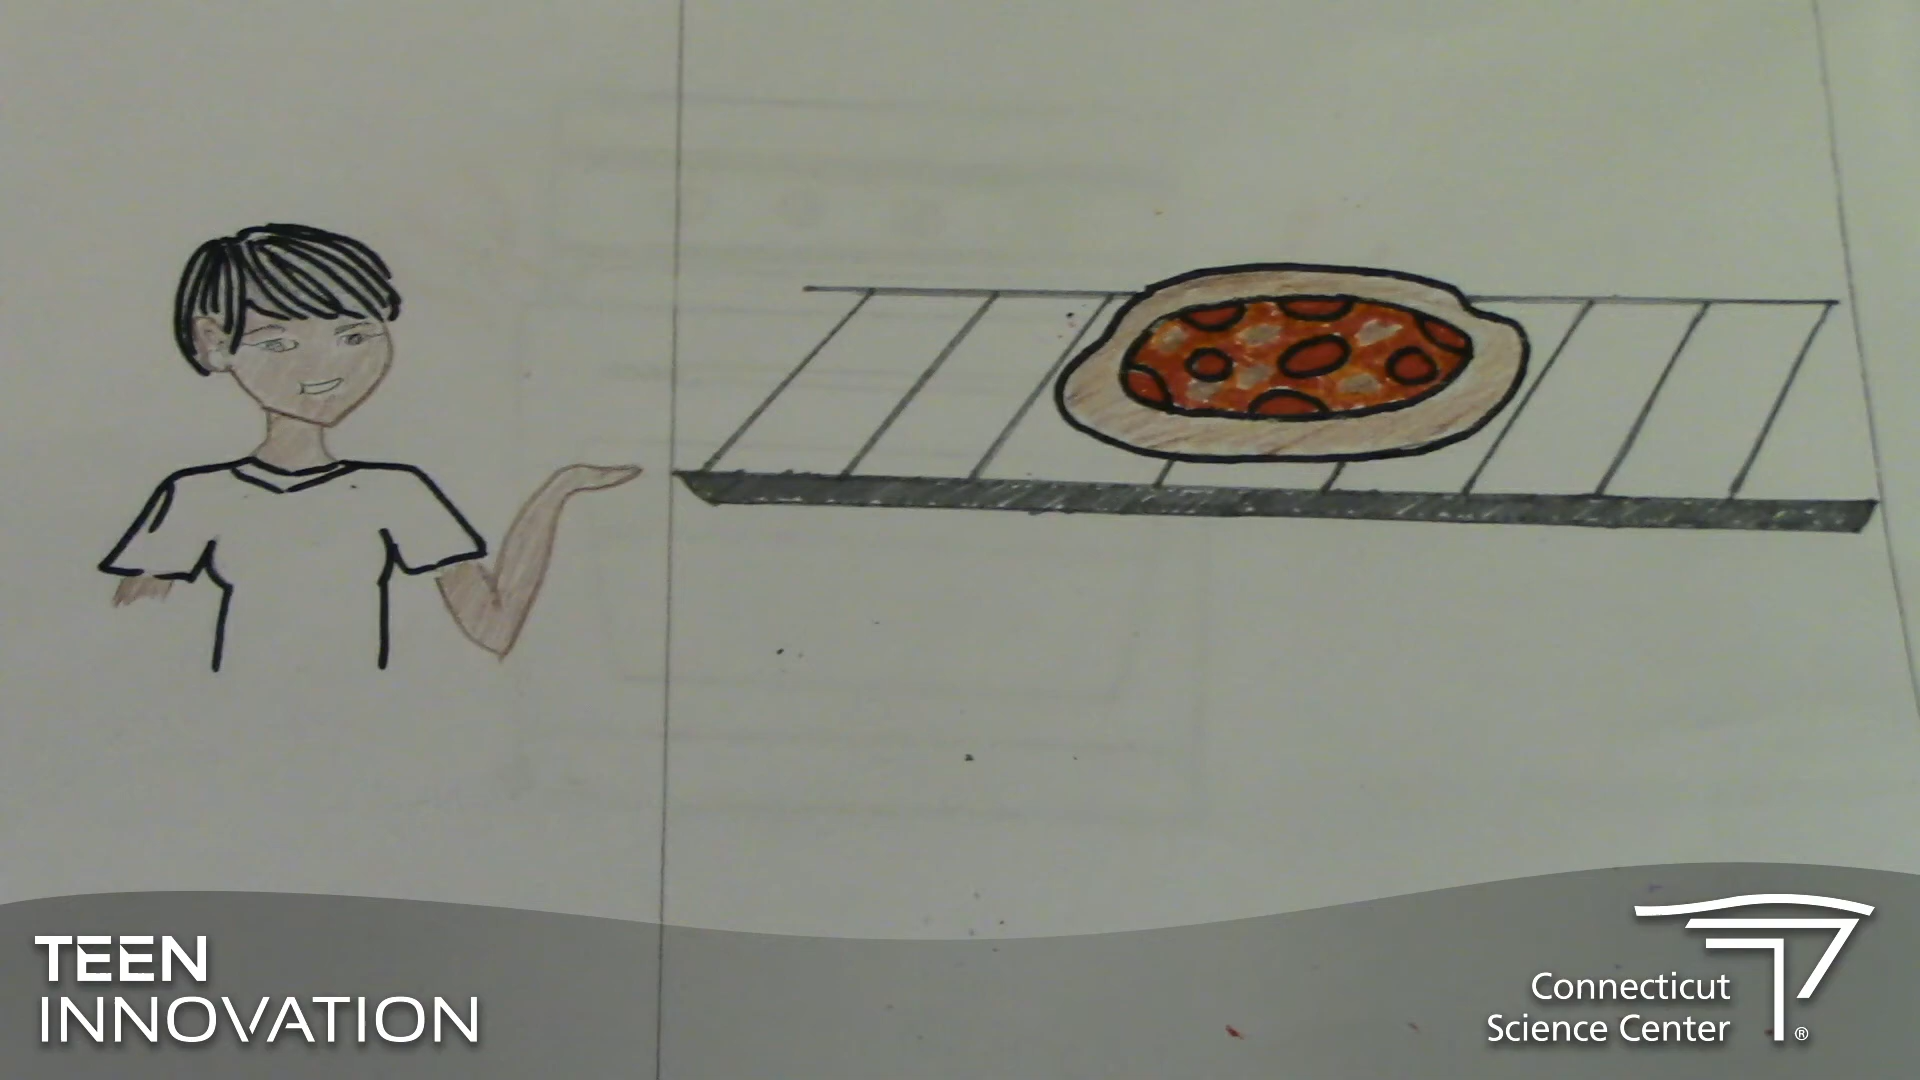 TEEN
INNOVATION
Connecticut
Science Center
®